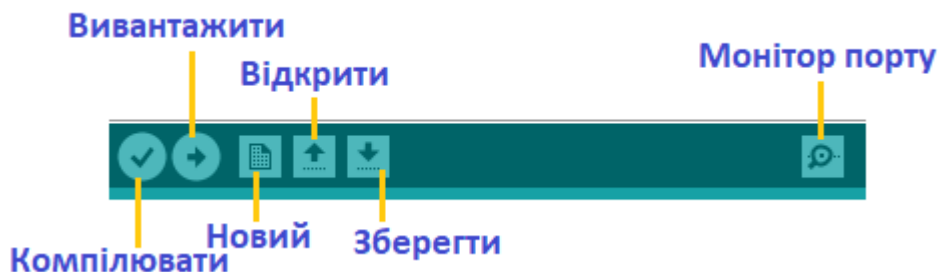 Вивантажити
Відкрити
Монітор порту
Новий
Зберегти
Компілювати